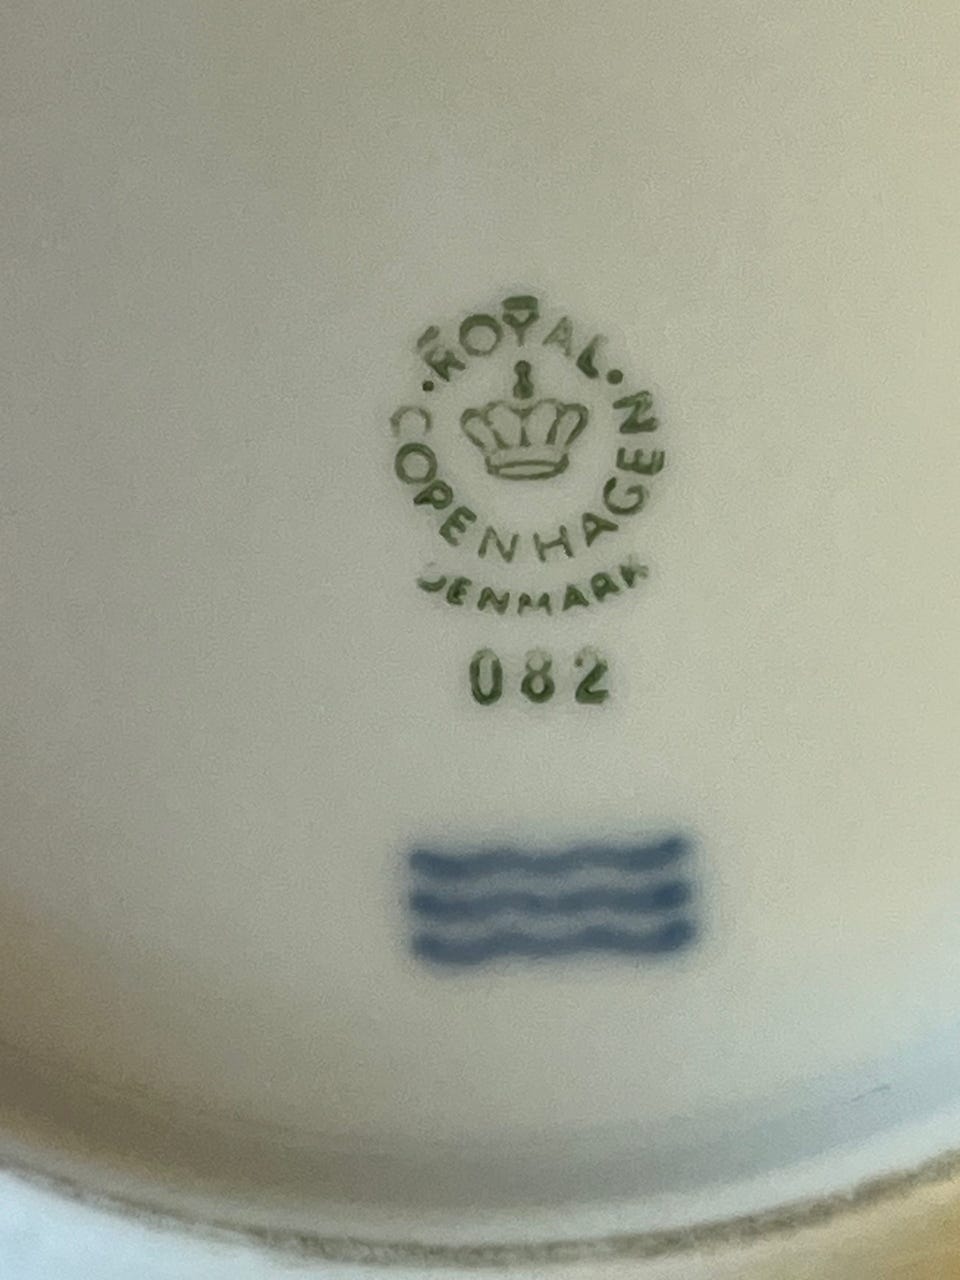 ROYAL
COPENHAGEN
DENMARK
082